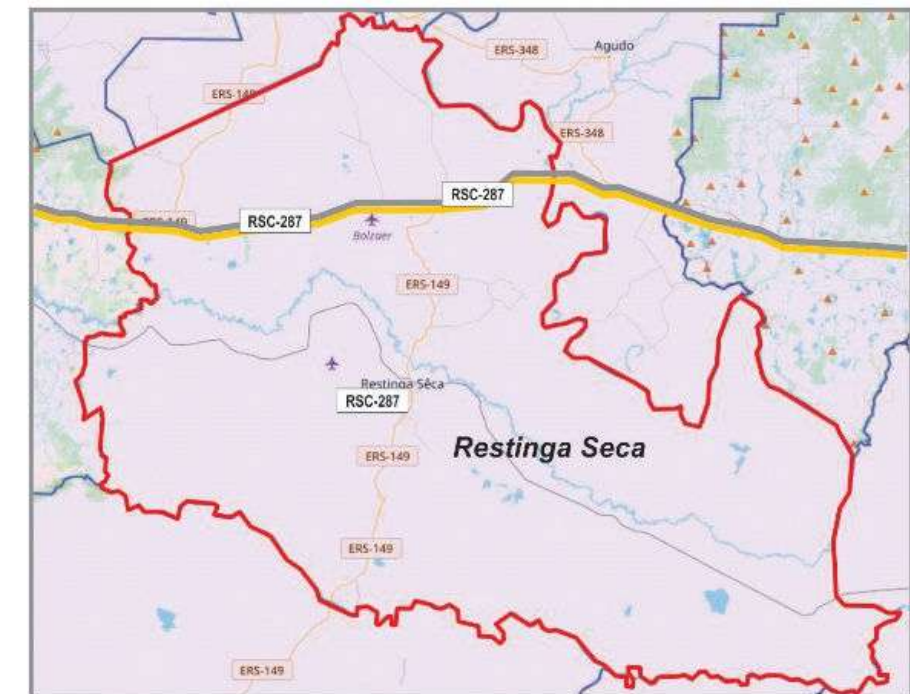 ERS-348
Agudo
ERS-149
ERS-348
RSC-287
ERS-149
RSC-287
Bolzaer
ERS-149
Restinga Sêca
RSC-287
Restinga Seca
ERS-149
ERS-149
ERS-149